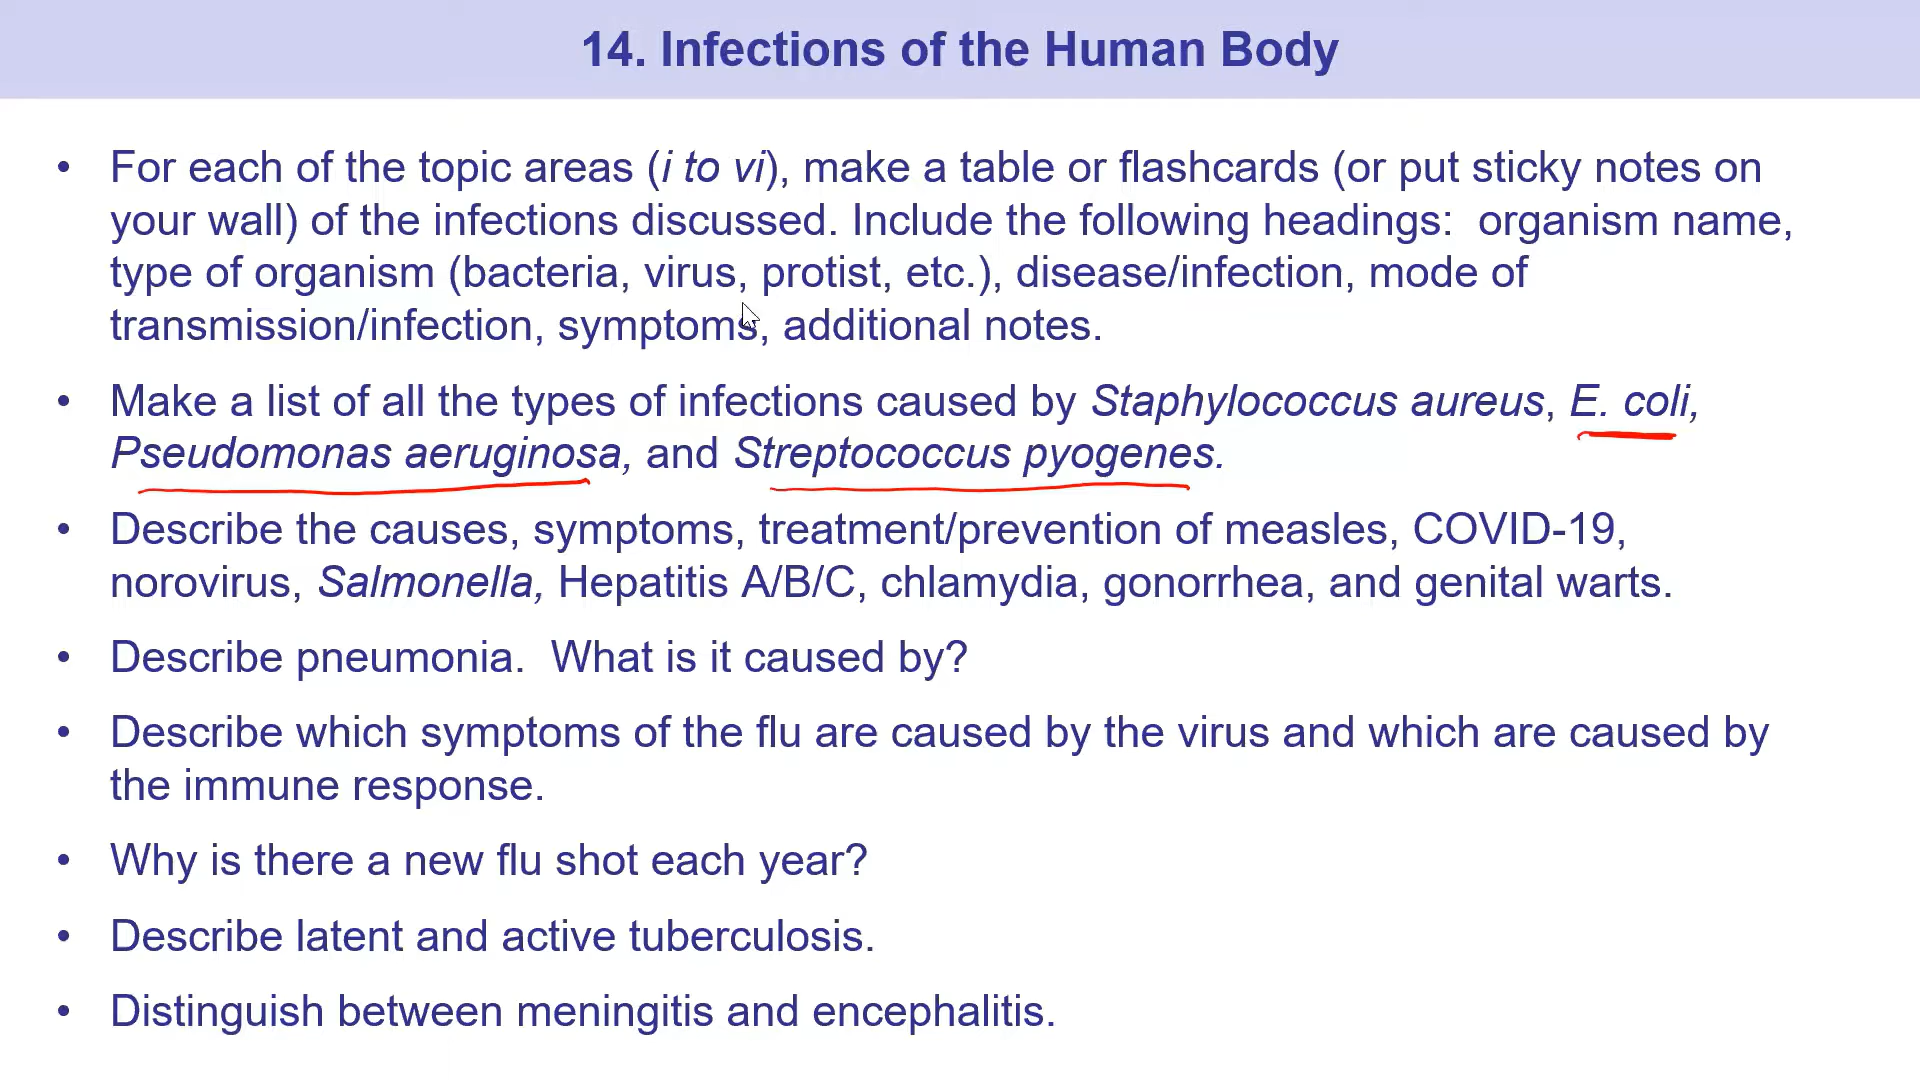 14. Infections of the Human Body
• For each of the topic areas (i to vi), make a table or flashcards (or put sticky notes on
your wall) of the infections discussed. Include the following headings:  organism name,
type of organism (bacteria, virus, protist, etc.), disease/infection, mode of
transmission/infection, symptoms, additional notes.
• Make a list of all the types of infections caused by Staphylococcus aureus, E. coli,
Pseudomonas aeruginosa, and Streptococcus pyogenes.
• Describe the causes, symptoms, treatment/prevention of measles, COVID-19,
norovirus, Salmonella, Hepatitis A/B/C, chlamydia, gonorrhea, and genital warts.
• Describe pneumonia.  What is it caused by?
• Describe which symptoms of the flu are caused by the virus and which are caused by
the immune response.
• Why is there a new flu shot each year?
• Describe latent and active tuberculosis.
• Distinguish between meningitis and encephalitis.